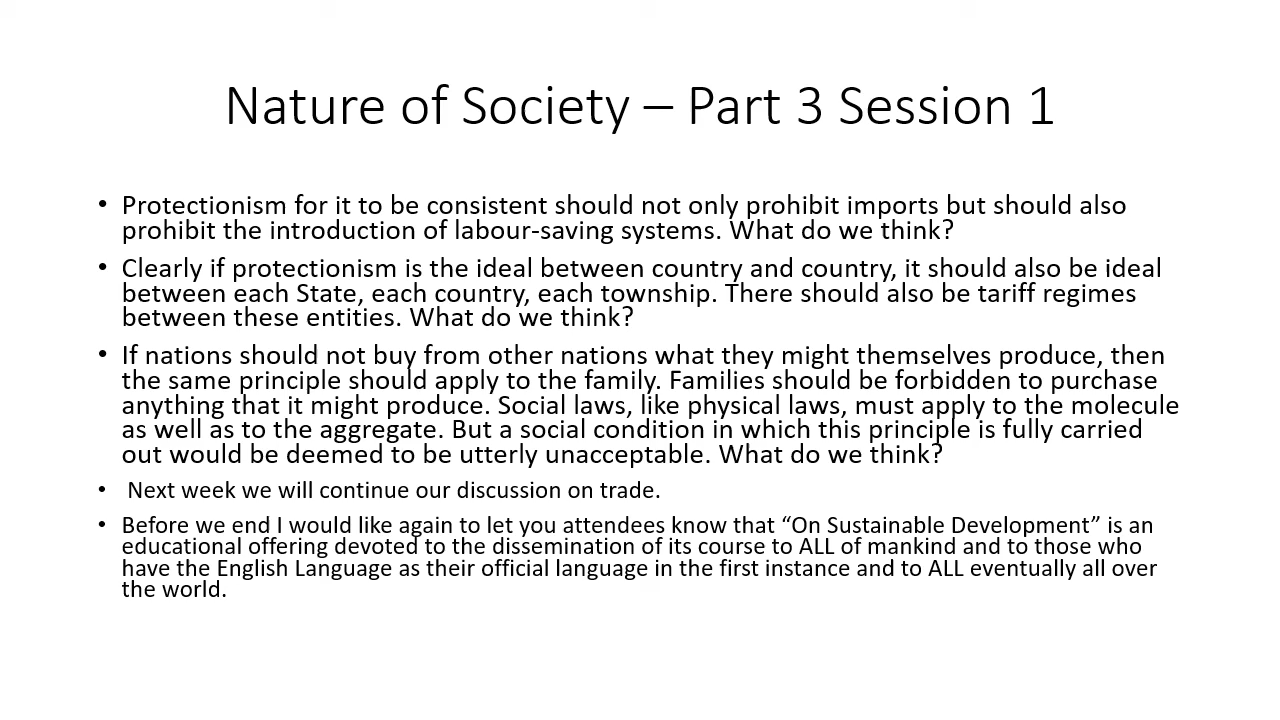 Nature of Society – Part 3 Session 1
• Protectionism for it to be consistent should not only prohibit imports but should also
prohibit the introduction of labour-saving systems. What do we think?
• Clearly if protectionism is the ideal between country and country, it should also be ideal
between each State, each country, each township. There should also be tariff regimes
between these entities. What do we think?
• If nations should not buy from other nations what they might themselves produce, then
the same principle should apply to the family. Families should be forbidden to purchase
anything that it might produce. Social laws, like physical laws, must apply to the molecule
as well as to the aggregate. But a social condition in which this principle is fully carried
out would be deemed to be utterly unacceptable. What do we think?
• Next week we will continue our discussion on trade.
• Before we end I would like again to let you attendees know that “On Sustainable Development” is an
educational offering devoted to the dissemination of its course to ALL of mankind and to those who
have the English Language as their official language in the first instance and to ALL eventually all over
the world.